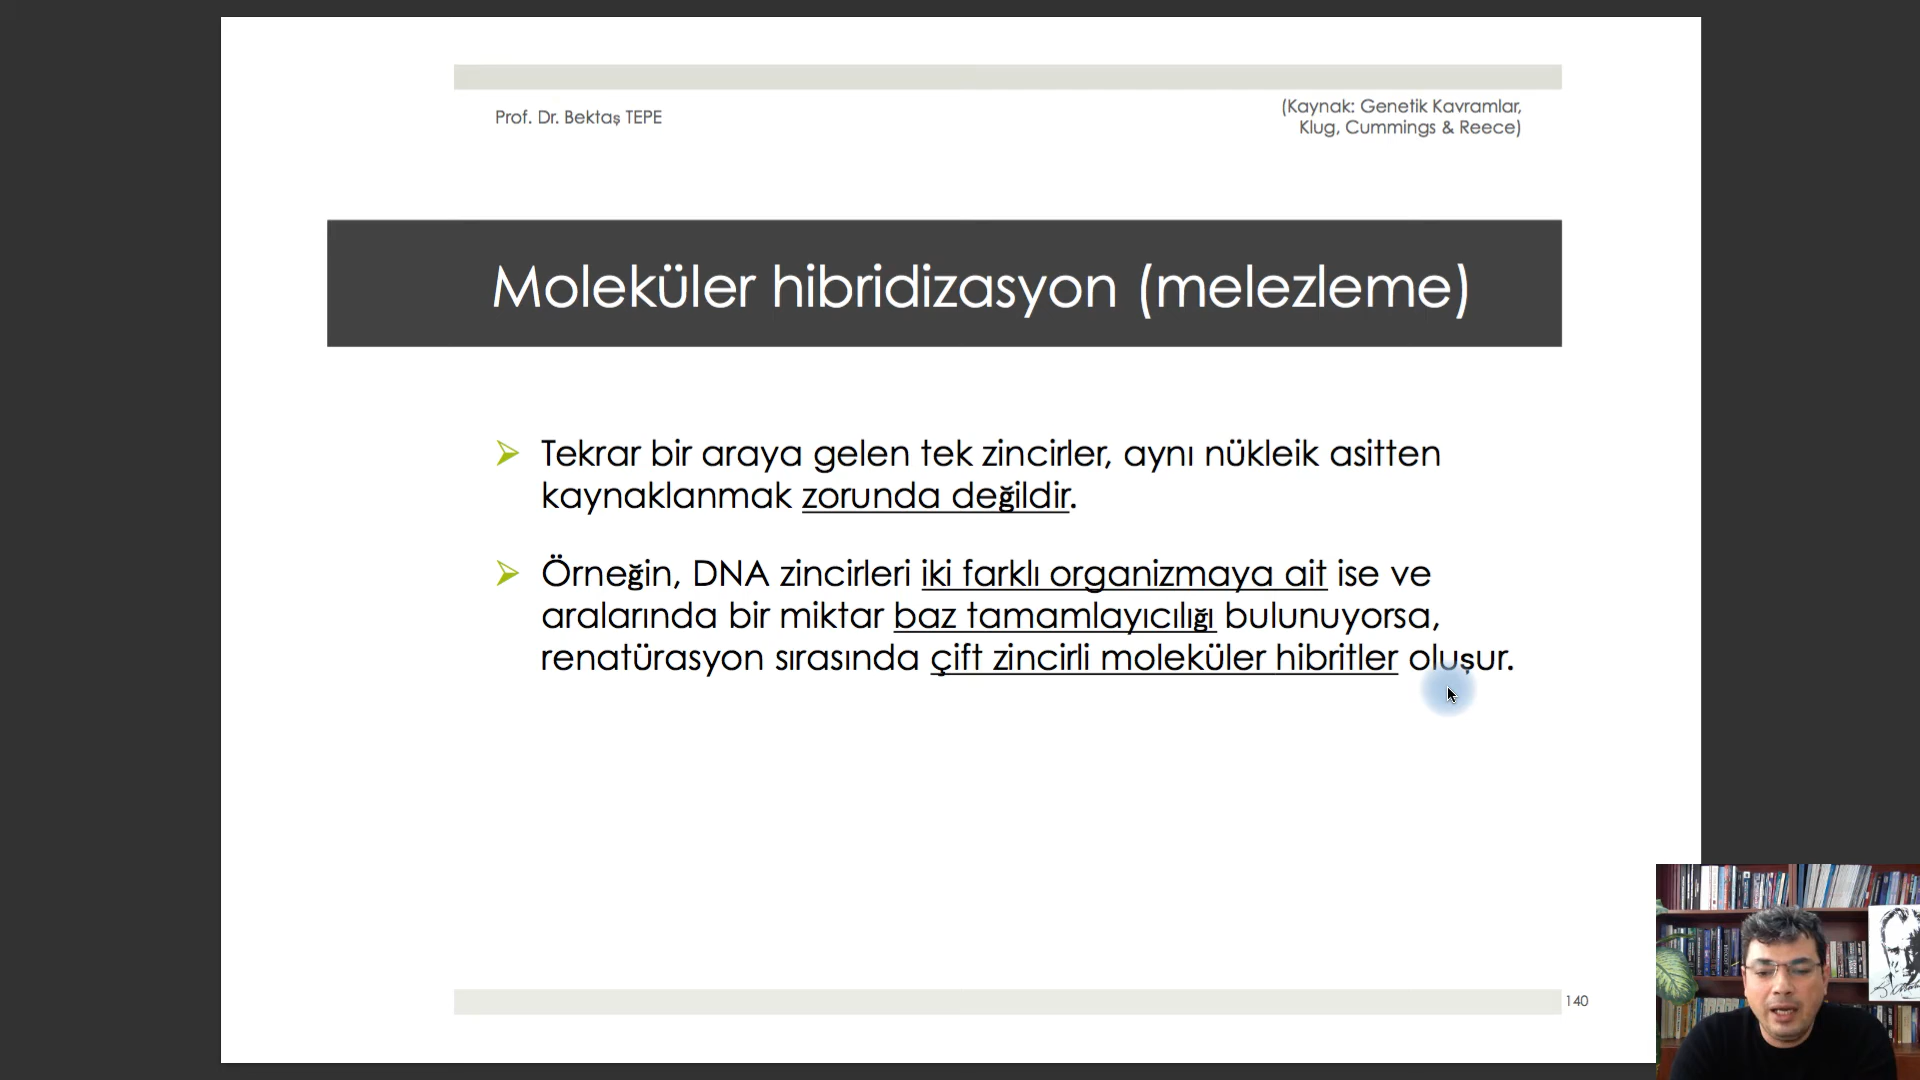 Prof. Dr. Bektaş TEPE
(Kaynak: Genetik Kavramlar,
Klug, Cummings & Reece)
Moleküler hibridizasyon (melezleme)
Tekrar bir araya gelen tek zincirler, aynı nükleik asitten
kaynaklanmak zorunda değildir.
Örneğin, DNA zincirleri iki farklı organizmaya ait ise ve
aralarında bir miktar baz tamamlayıcılığı bulunuyorsa,
renatürasyon sırasında çift zincirli moleküler hibritler oluşur.
140